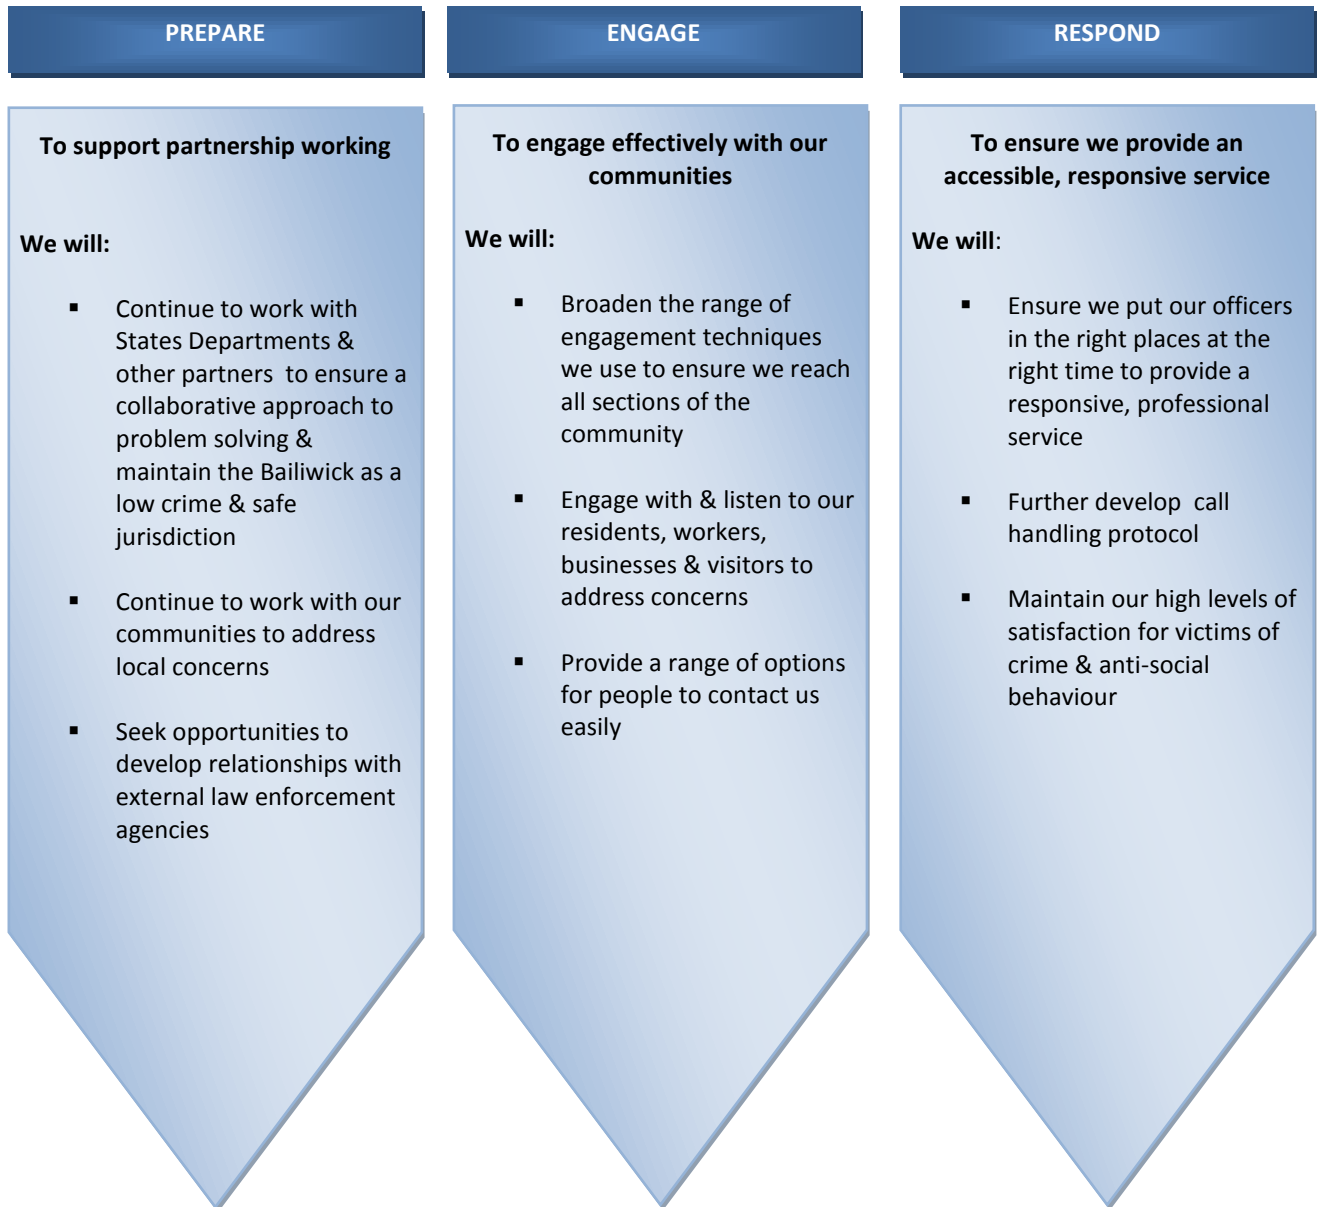 PREPARE
To support partnership working
We will:
▪ Continue to work with
States Departments &
other partners  to ensure a
collaborative approach to
problem solving &
maintain the Bailiwick as a
low crime & safe
jurisdiction
▪ Continue to work with our
communities to address
local concerns
▪ Seek opportunities to
develop relationships with
external law enforcement
agencies
ENGAGE
To engage effectively with our
communities
We will:
▪ Broaden the range of
engagement techniques
we use to ensure we reach
all sections of the
community
▪ Engage with & listen to our
residents, workers,
businesses & visitors to
address concerns
▪ Provide a range of options
for people to contact us
easily
RESPOND
To ensure we provide an
accessible, responsive service
We will:
▪ Ensure we put our officers
in the right places at the
right time to provide a
responsive, professional
service
▪ Further develop  call
handling protocol
▪ Maintain our high levels of
satisfaction for victims of
crime & anti-social
behaviour